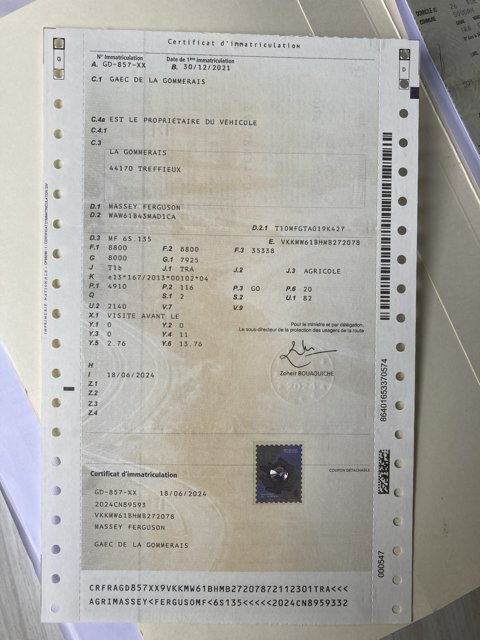 Certificat d'immatriculation
N° Immatriculation Date de 1ère immatriculation
A. GD-857-XX B. 30/12/2021
C.1 GAEC DE LA GOMMERAIS
C.4a EST LE PROPRIETAIRE DU VÉHICULE
C.4.1
C.3
LA GOMMERAIS
44170 TREFFIEUX
D.1 MASSEY FERGUSON
D.2 WAW61B43MAD1CA
D.2.1 T10MFGTA019K427
D.3 MF 6S.135 E. VKKMW61BHMB272078
F.1 8800 F.2 8800 F.3 35338
G 8000 G.1 7925
J T1b J.1 TRA J.2 J.3 AGRICOLE
K e13*167/2013*00102*04
P.1 4910 P.2 116 P.3 GO P.6 20
Q S.1 2 S.2 U.1 82
U.2 2140 V.7 V.9
X.1 VISITE AVANT LE
Y.1 0 Y.2 0
Y.3 0 Y.4 11
Y.5 2.76 Y.6 13.76
Pour le ministre et par délégation,
Le sous-directeur de la protection des usagers de la route
Zoheir BOUAOUICHE
H
I 18/06/2024
Z.1
Z.2
Z.3
Z.4
86401653370574
COUPON DÉTACHABLE
Certificat d'immatriculation
GD-857-XX 18/06/2024
2024CN89593
VKKMW61BHMB272078
MASSEY FERGUSON
GAEC DE LA GOMMERAIS
000547
CRFRAGD857XX9VKKMW61BHMB27207872112301TRA<<<
AGRIMASSEY<FERGUSOMF<6S135<<<<<2024CN8959332